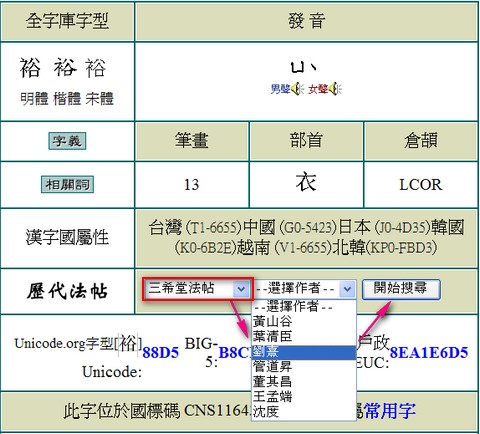 全字庫字型 發音
裕 裕 裕 ㄩˋ
明體 楷體 宋體 男聲 女聲
字義 筆畫 部首 倉頡
相關詞 13 衣 LCOR
漢字國屬性 台灣(T1-6655)中國(G0-5423)日本(J0-4D35)韓國
(K0-6B2E)越南(V1-6655)北韓(KP0-FBD3)
歷代法帖 三希堂法帖 --選擇作者-- 開始搜尋
--選擇作者--
黃山谷
葉清臣
劉熹
管道昇
董其昌
王孟端
沈度
Unicode.org字型[裕] 88D5 BIG- B8C 戶政 8EA1E6D5
Unicode: 5: EUC:
此字位於國標碼 CNS1164 屬常用字